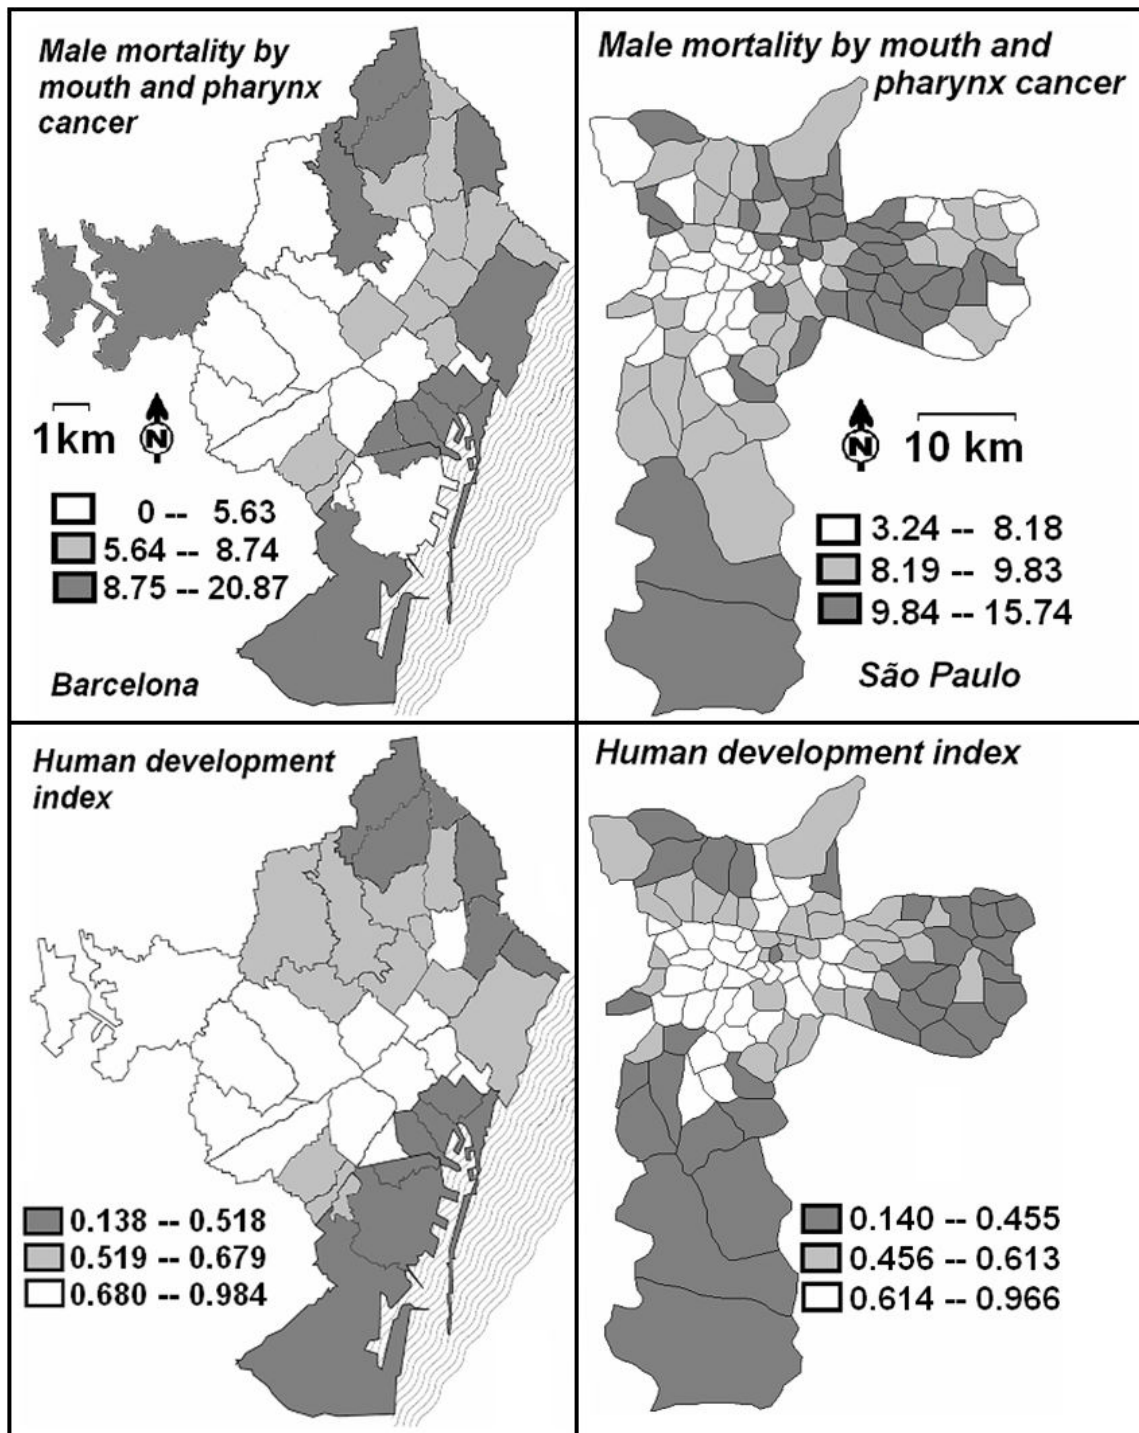 Male mortality by
mouth and pharynx
cancer
1km
N
0 -- 5.63
5.64 -- 8.74
8.75 -- 20.87
Barcelona
Male mortality by mouth and
pharynx cancer
N
10 km
3.24 -- 8.18
8.19 -- 9.83
9.84 -- 15.74
São Paulo
Human development
index
0.138 -- 0.518
0.519 -- 0.679
0.680 -- 0.984
Human development index
0.140 -- 0.455
0.456 -- 0.613
0.614 -- 0.966